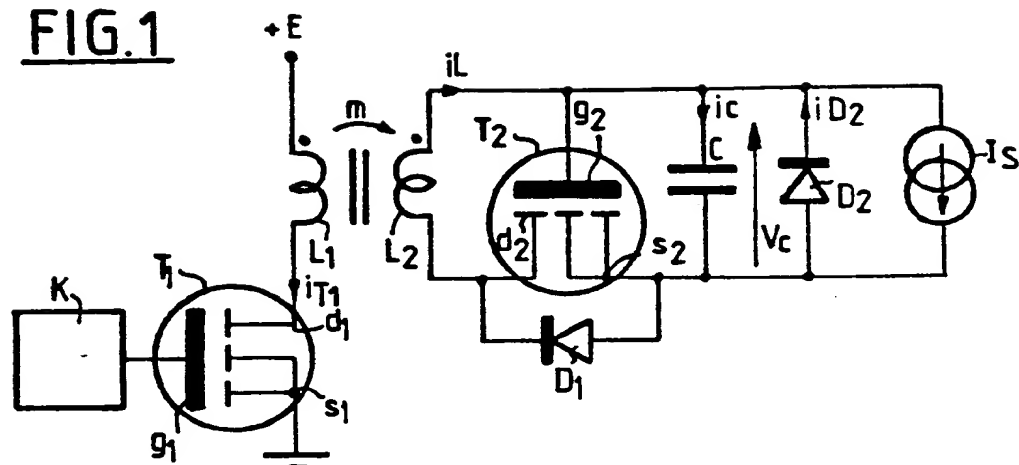 FIG.1
+E
iL
m
T2
g2
ic
C
iD2
D2
IS
L1
L2
d2
s2
Vc
T1
iT1
K
d1
D1
s1
g1